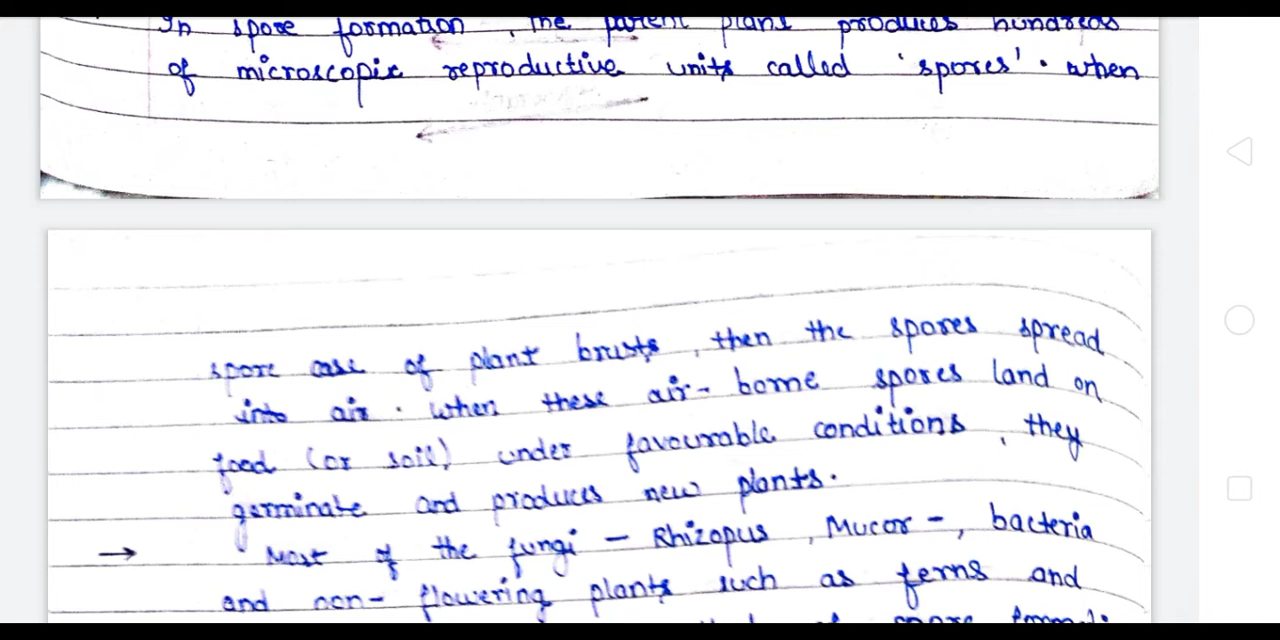 In spore formation, the parent plant produces hundreds
of microscopic reproductive units called 'spores'. when
spore case of plant brusts, then the spores spread
into air. when these air-borne spores land on
food (or soil) under favourable conditions, they
germinate and produces new plants.
→ Most of the fungi - Rhizopus, Mucor -, bacteria
and non-flowering plants such as ferns and
spore